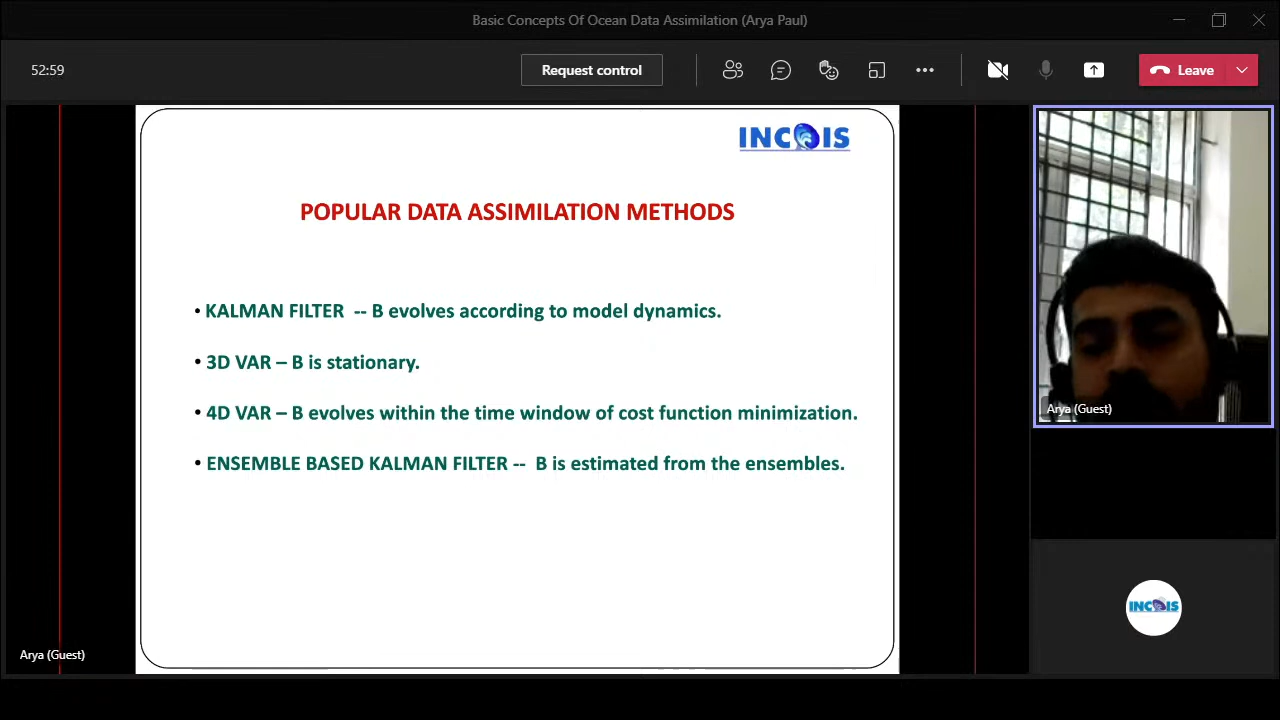 Basic Concepts Of Ocean Data Assimilation (Arya Paul)
52:59
Request control
Leave
INCOIS
POPULAR DATA ASSIMILATION METHODS
• KALMAN FILTER -- B evolves according to model dynamics.
• 3D VAR – B is stationary.
• 4D VAR – B evolves within the time window of cost function minimization.
• ENSEMBLE BASED KALMAN FILTER -- B is estimated from the ensembles.
Arya (Guest)
INCOIS
Arya (Guest)